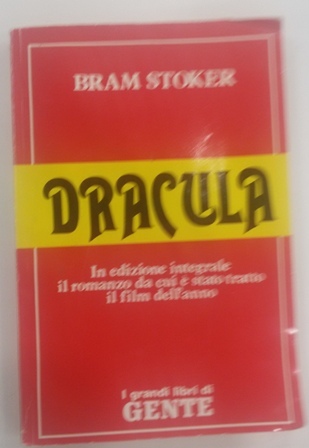 BRAM STOKER
DRACULA
In edizione integrale
il romanzo da cui è stato tratto
il film dell'anno
I grandi libri di
GENTE